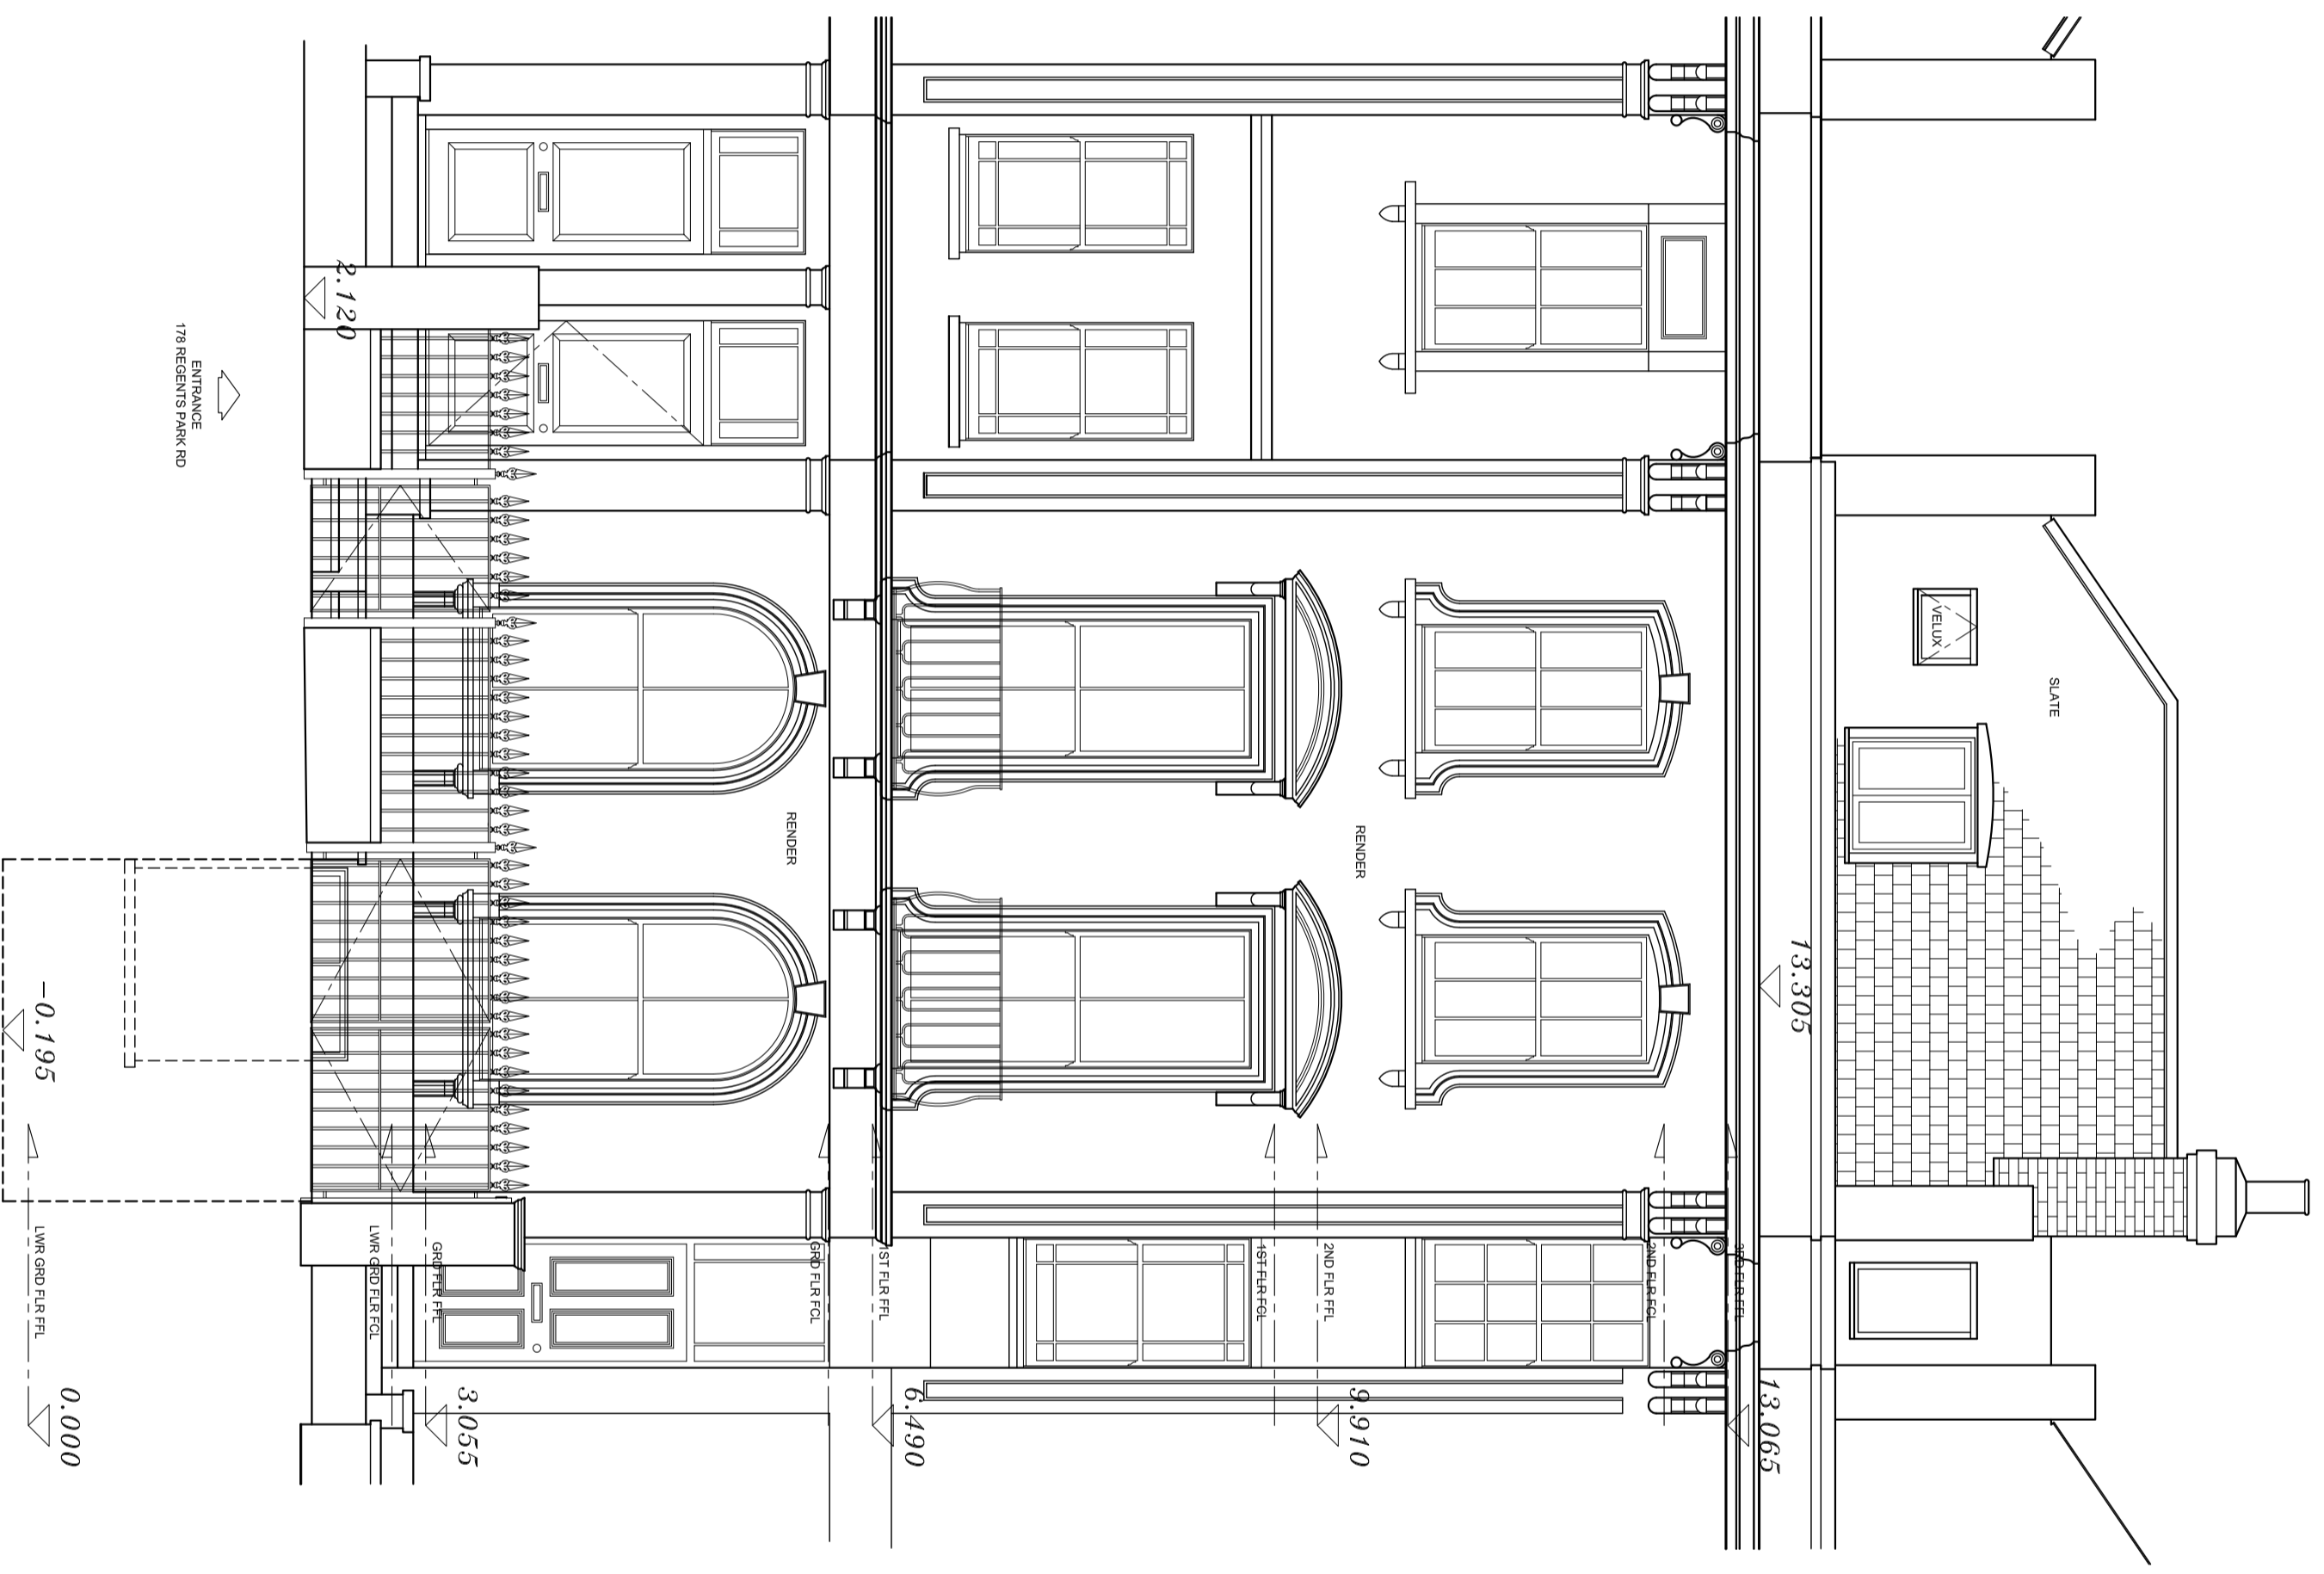 SLATE
VELUX
13.305
3RD FLR FFL
13.065
2ND FLR FCL
RENDER
2ND FLR FFL
9.910
1ST FLR FCL
1ST FLR FFL
6.490
GRD FLR FCL
RENDER
GRD FLR FFL
3.055
LWR GRD FLR FCL
2.120
ENTRANCE
178 REGENTS PARK RD
LWR GRD FLR FFL
0.000
-0.195